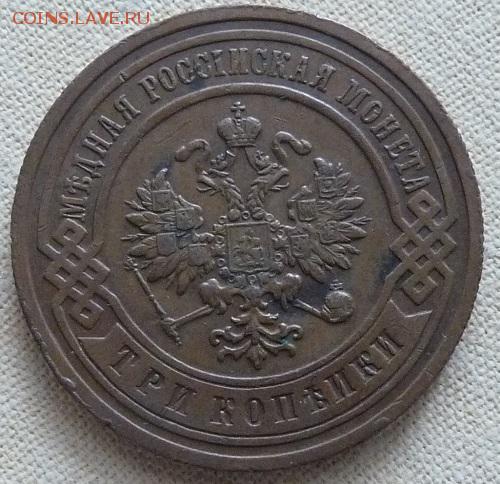 COINS.LAVE.RU
МѢДНАЯ РОССІЙСКАЯ МОНЕТА
ТРИ КОПѢЙКИ